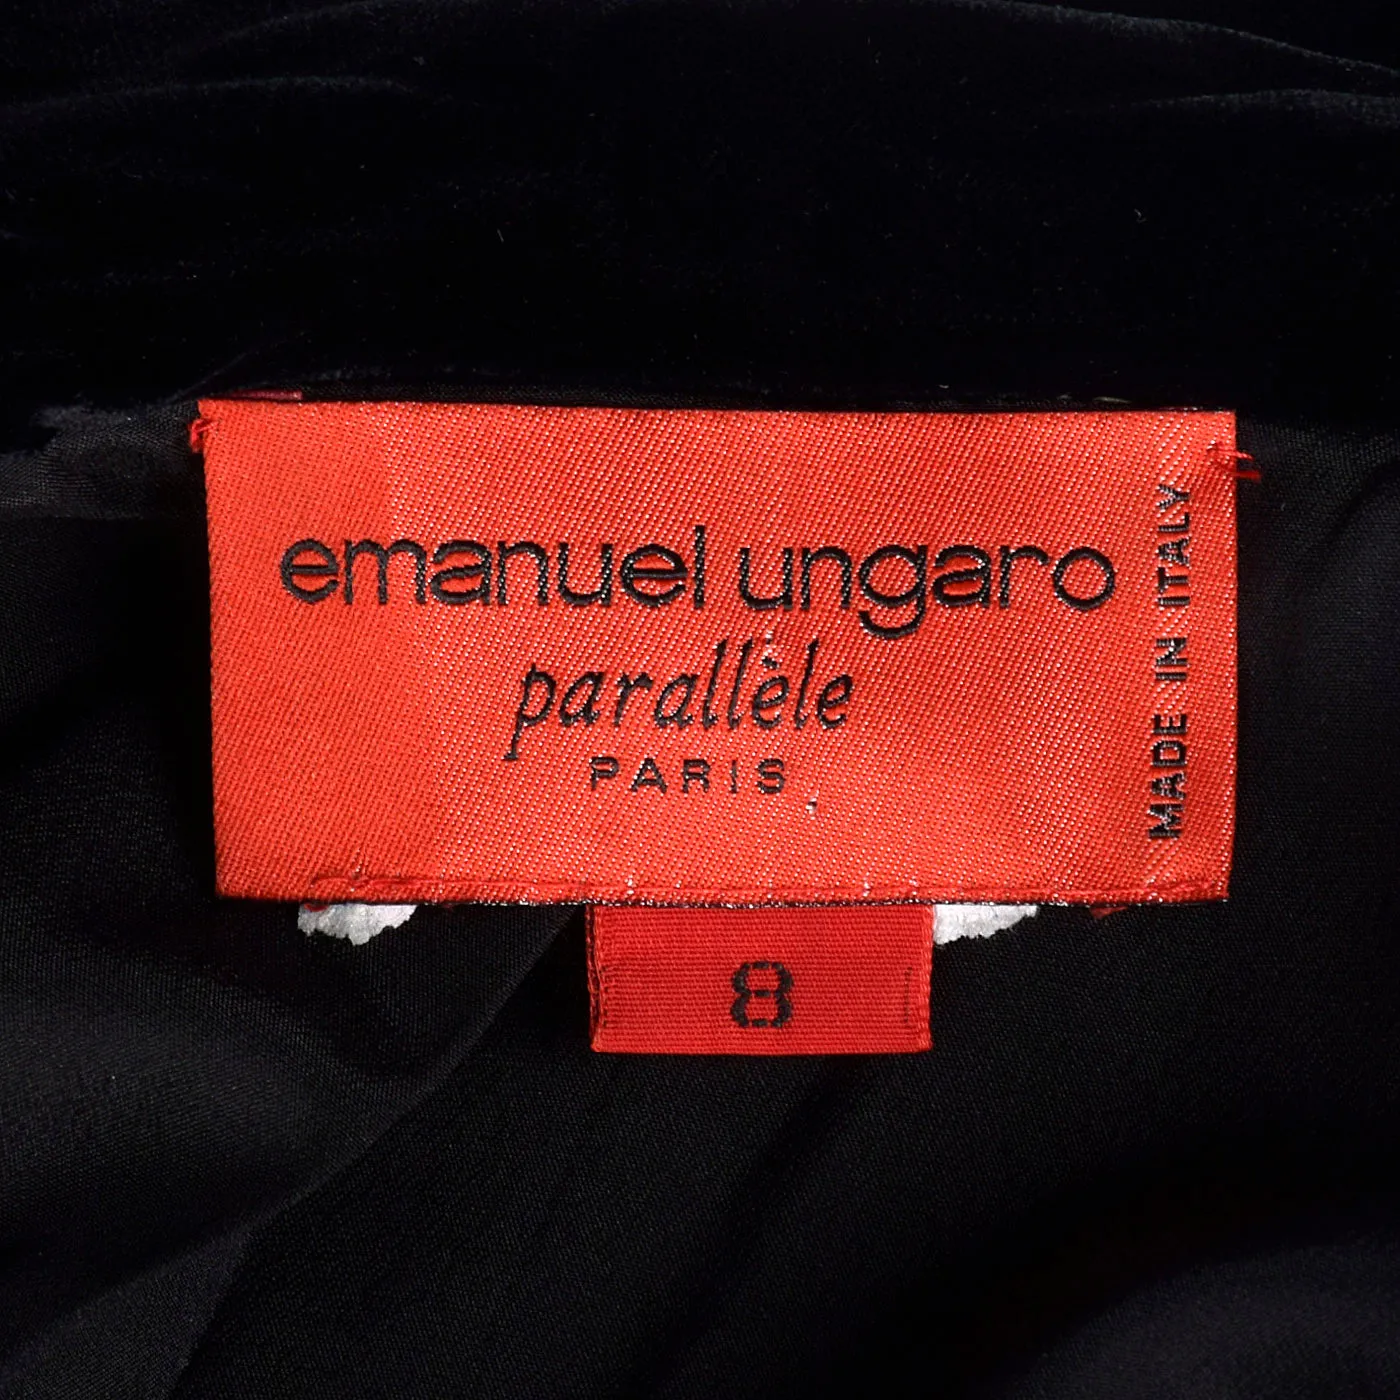 emanuel ungaro
parallèle
PARIS
MADE IN ITALY
8